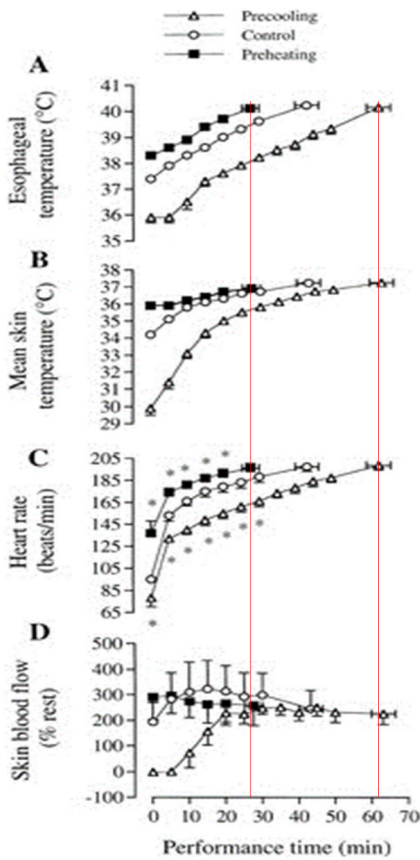 Precooling
Control
Preheating
A
41
40
39
38
37
36
35
Esophageal
temperature (°C)
B
37
37
36
35
33
32
31
30
29
Mean skin
temperature (°C)
C
205
185
165
145
125
105
85
65
Heart rate
(beats/min)
* * * * *
* * * * * *
*
D
500
400
300
200
100
0
-100
Skin blood flow
(% rest)
0 10 20 30 40 50 60 70
Performance time (min)